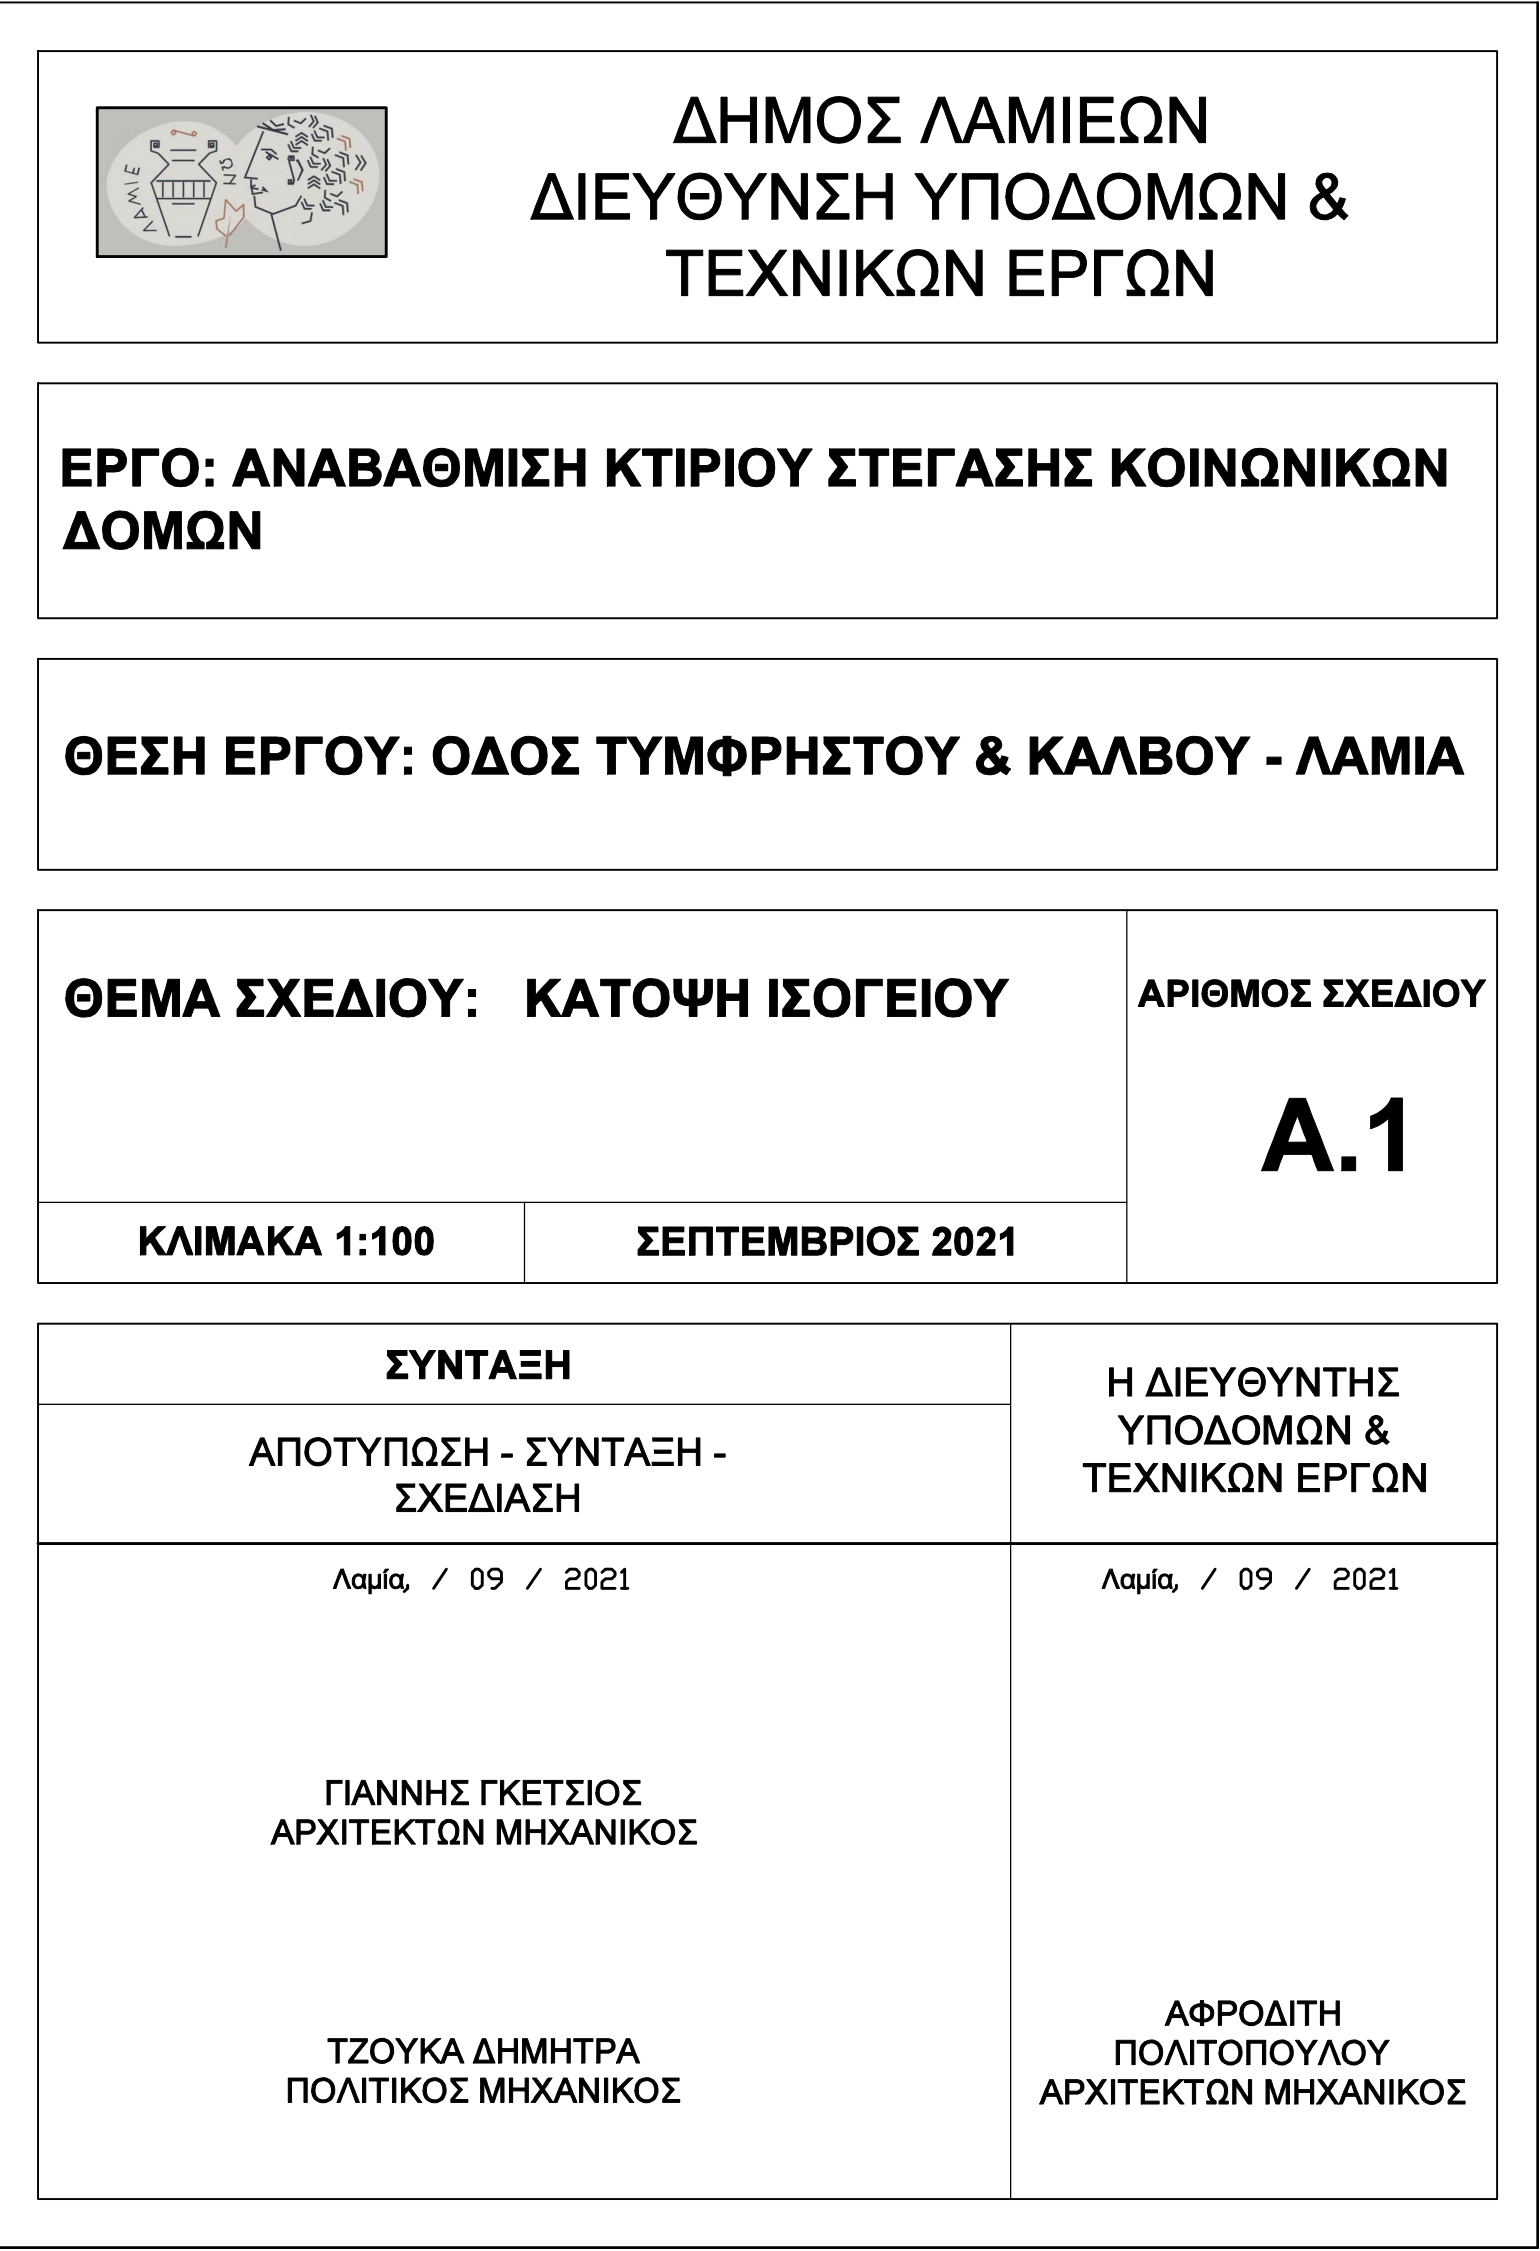 ΔΗΜΟΣ ΛΑΜΙΕΩΝ
ΔΙΕΥΘΥΝΣΗ ΥΠΟΔΟΜΩΝ &
ΤΕΧΝΙΚΩΝ ΕΡΓΩΝ
ΛΑΜΙΕ
ΩΝ
ΕΡΓΟ: ΑΝΑΒΑΘΜΙΣΗ ΚΤΙΡΙΟΥ ΣΤΕΓΑΣΗΣ ΚΟΙΝΩΝΙΚΩΝ
ΔΟΜΩΝ
ΘΕΣΗ ΕΡΓΟΥ: ΟΔΟΣ ΤΥΜΦΡΗΣΤΟΥ & ΚΑΛΒΟΥ - ΛΑΜΙΑ
ΘΕΜΑ ΣΧΕΔΙΟΥ: ΚΑΤΟΨΗ ΙΣΟΓΕΙΟΥ
ΑΡΙΘΜΟΣ ΣΧΕΔΙΟΥ
Α.1
ΚΛΙΜΑΚΑ 1:100
ΣΕΠΤΕΜΒΡΙΟΣ 2021
ΣΥΝΤΑΞΗ
ΑΠΟΤΥΠΩΣΗ - ΣΥΝΤΑΞΗ -
ΣΧΕΔΙΑΣΗ
Η ΔΙΕΥΘΥΝΤΗΣ
ΥΠΟΔΟΜΩΝ &
ΤΕΧΝΙΚΩΝ ΕΡΓΩΝ
Λαμία, / 09 / 2021
ΓΙΑΝΝΗΣ ΓΚΕΤΣΙΟΣ
ΑΡΧΙΤΕΚΤΩΝ ΜΗΧΑΝΙΚΟΣ
ΤΖΟΥΚΑ ΔΗΜΗΤΡΑ
ΠΟΛΙΤΙΚΟΣ ΜΗΧΑΝΙΚΟΣ
Λαμία, / 09 / 2021
ΑΦΡΟΔΙΤΗ
ΠΟΛΙΤΟΠΟΥΛΟΥ
ΑΡΧΙΤΕΚΤΩΝ ΜΗΧΑΝΙΚΟΣ